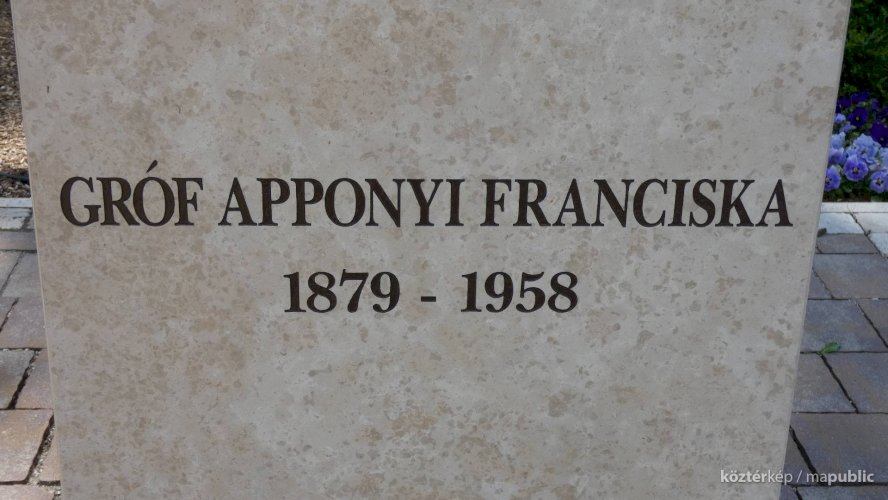 GRÓF APPONYI FRANCISKA
1879 - 1958
köztérkép / mapublic